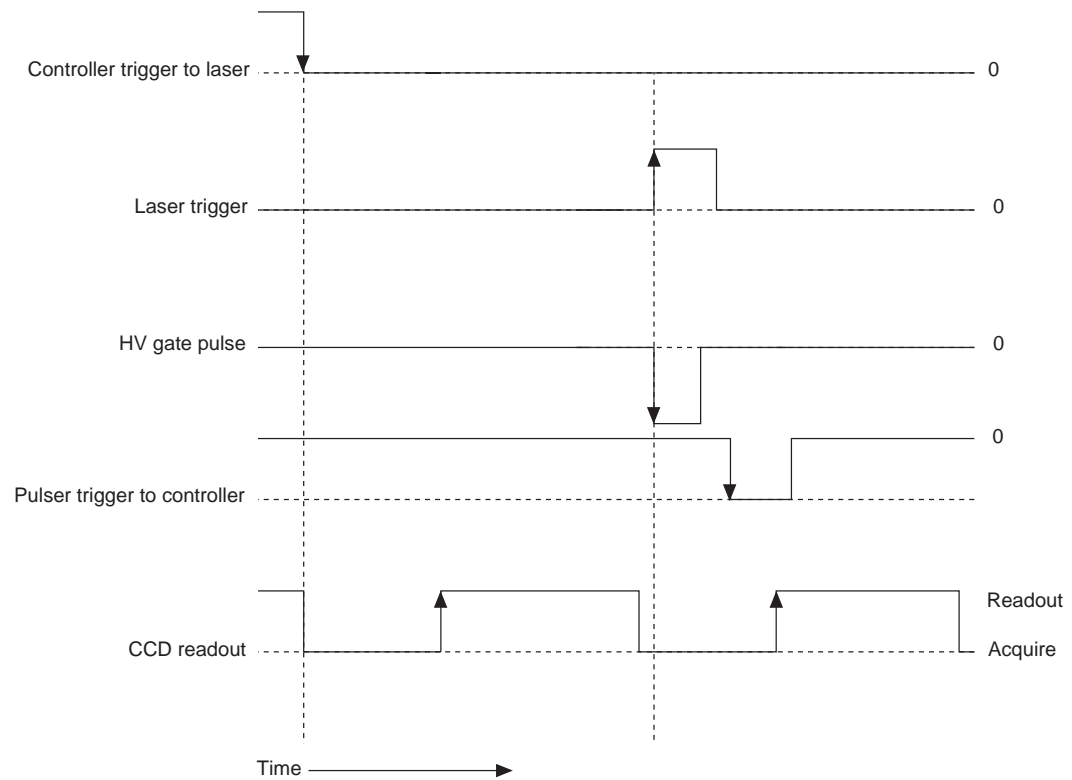 Controller trigger to laser
0
Laser trigger
0
HV gate pulse
0
0
Pulser trigger to controller
Readout
CCD readout
Acquire
Time